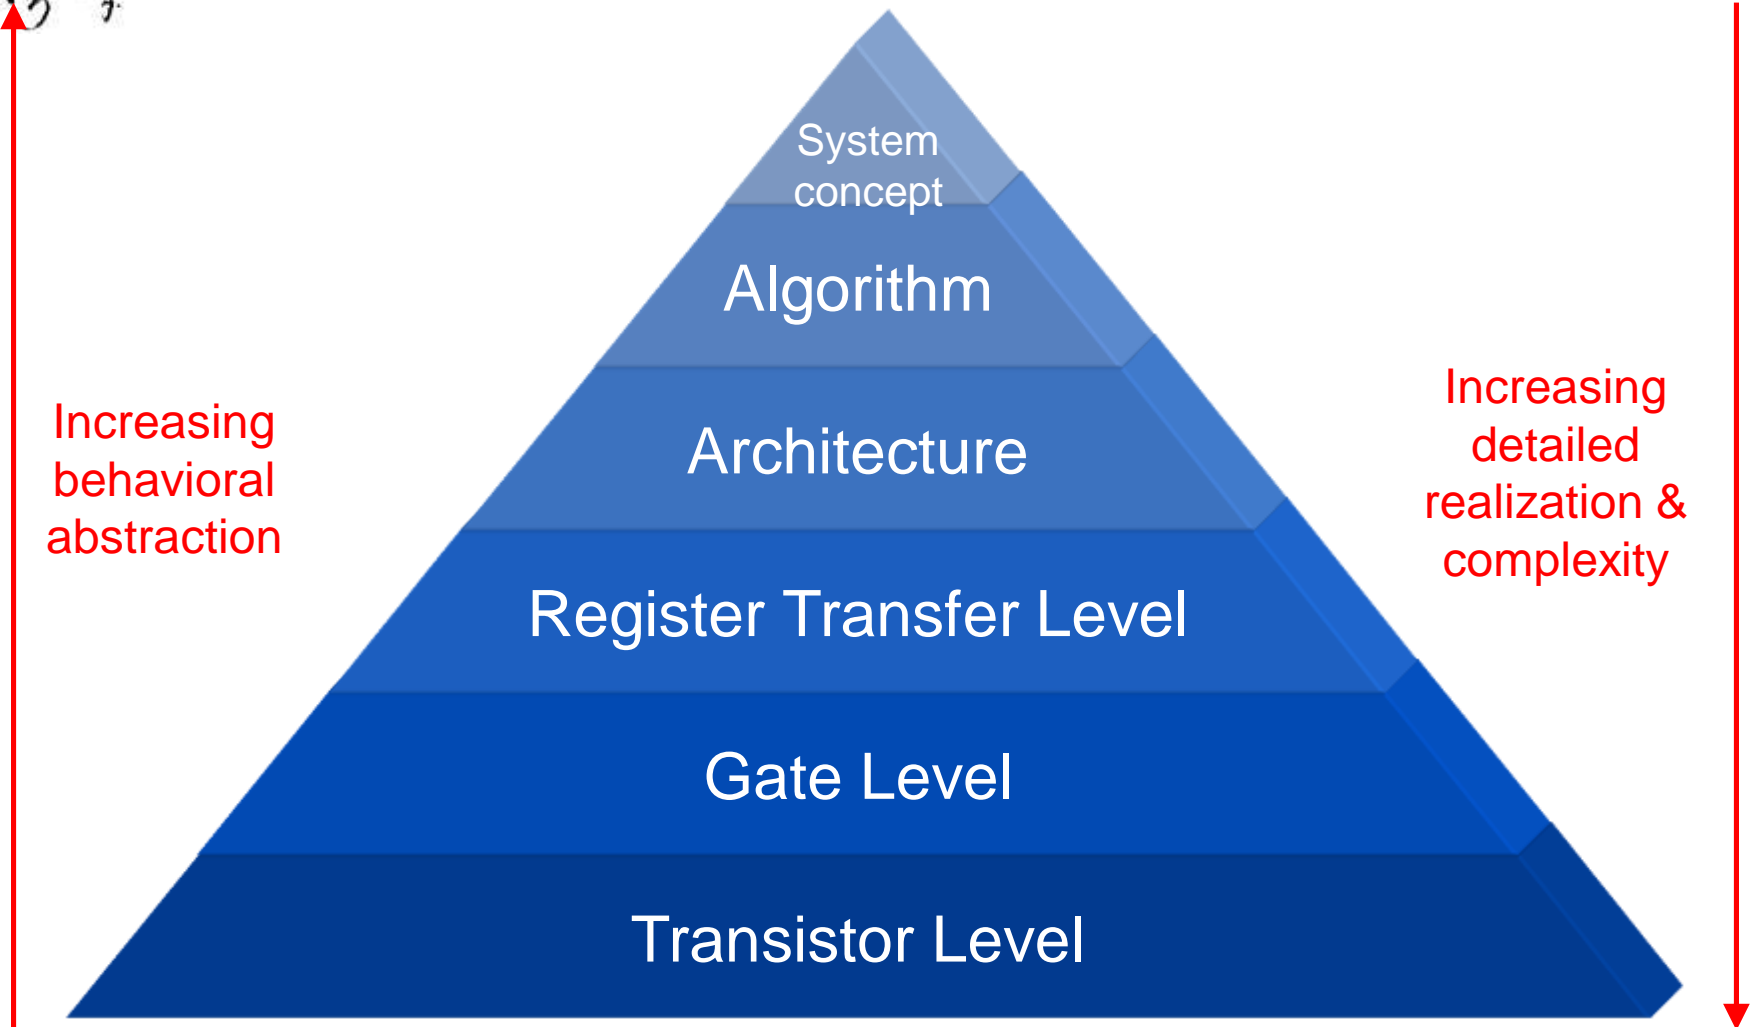 System
concept
Algorithm
Architecture
Register Transfer Level
Gate Level
Transistor Level
Increasing
behavioral
abstraction
Increasing
detailed
realization &
complexity